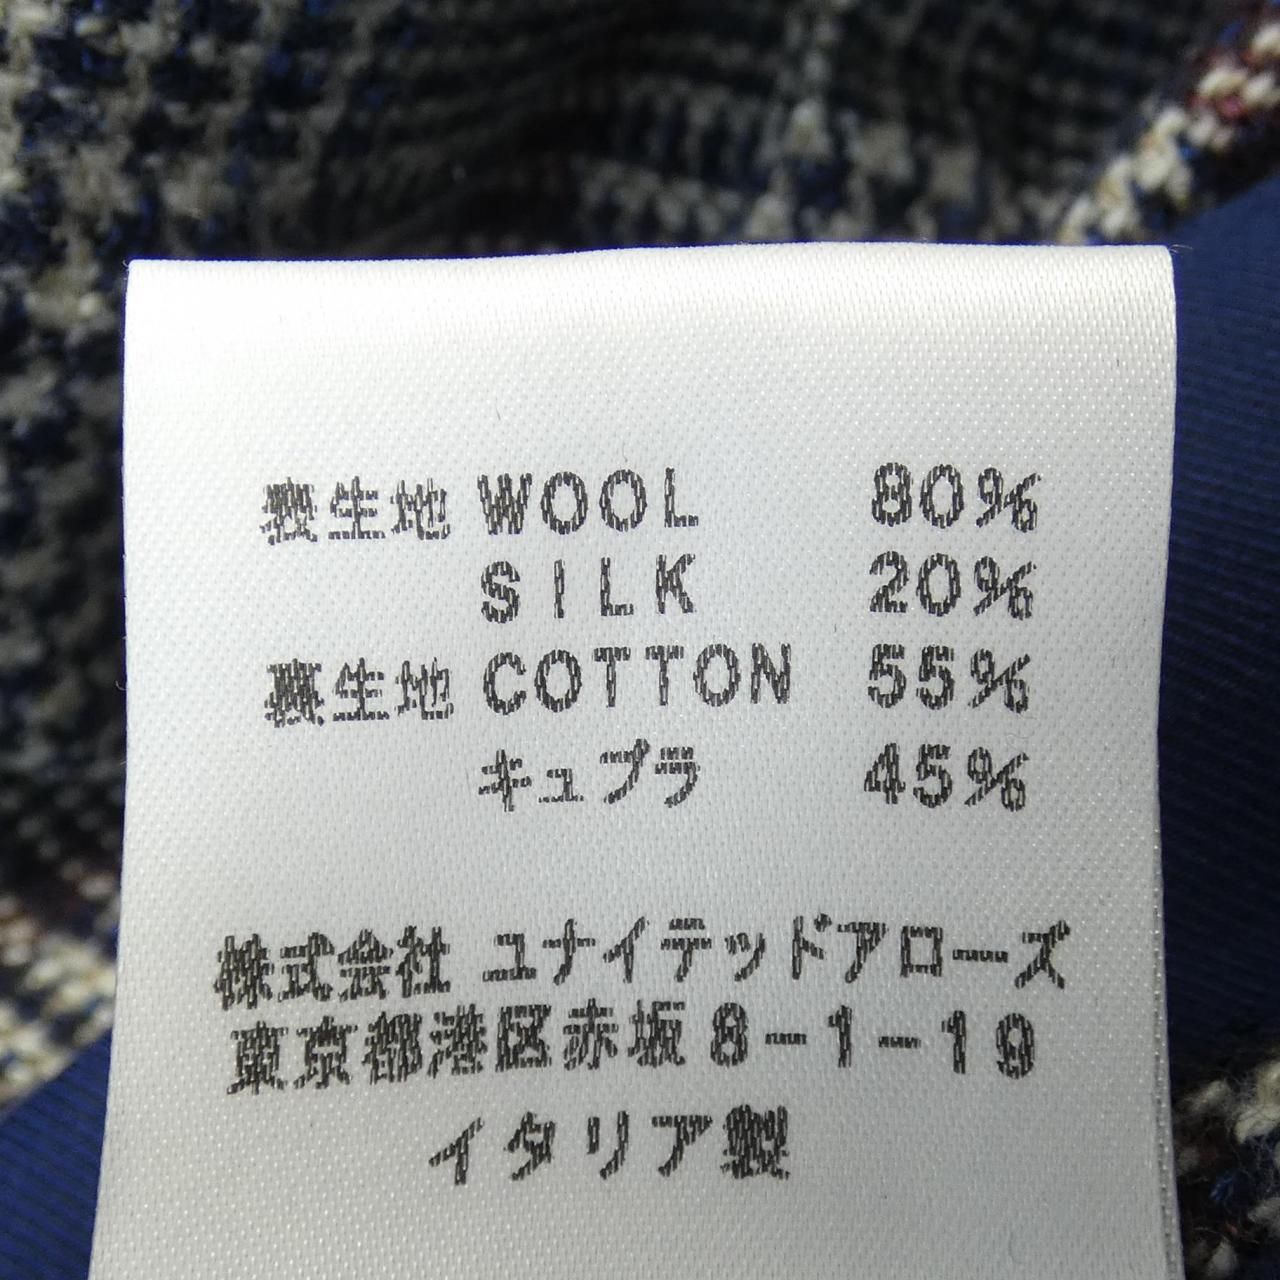 表生地 WOOL 80%
SILK 20%
裏生地 COTTON 55%
キュプラ 45%
株式会社 ユナイテッドアローズ
東京都港区赤坂8-1-19
イタリア製